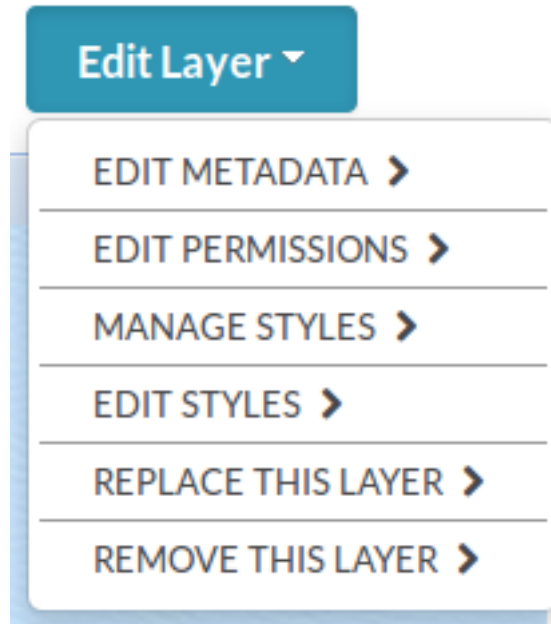 Edit Layer
EDIT METADATA
EDIT PERMISSIONS
MANAGE STYLES
EDIT STYLES
REPLACE THIS LAYER
REMOVE THIS LAYER